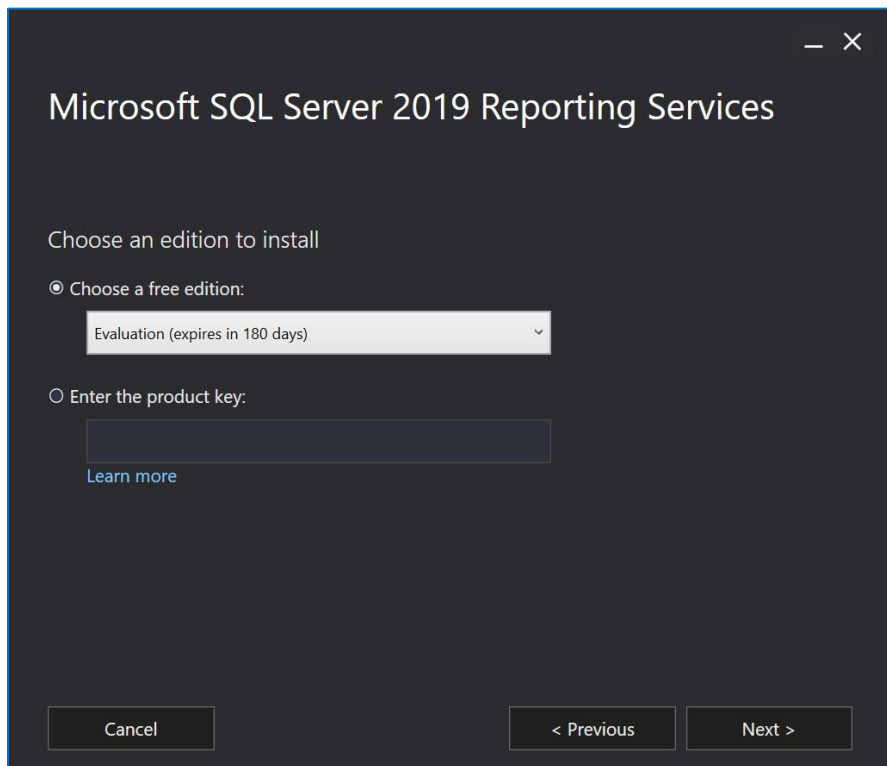 Microsoft SQL Server 2019 Reporting Services
Choose an edition to install
Choose a free edition:
Evaluation (expires in 180 days)
Enter the product key:
Learn more
Cancel
< Previous
Next >